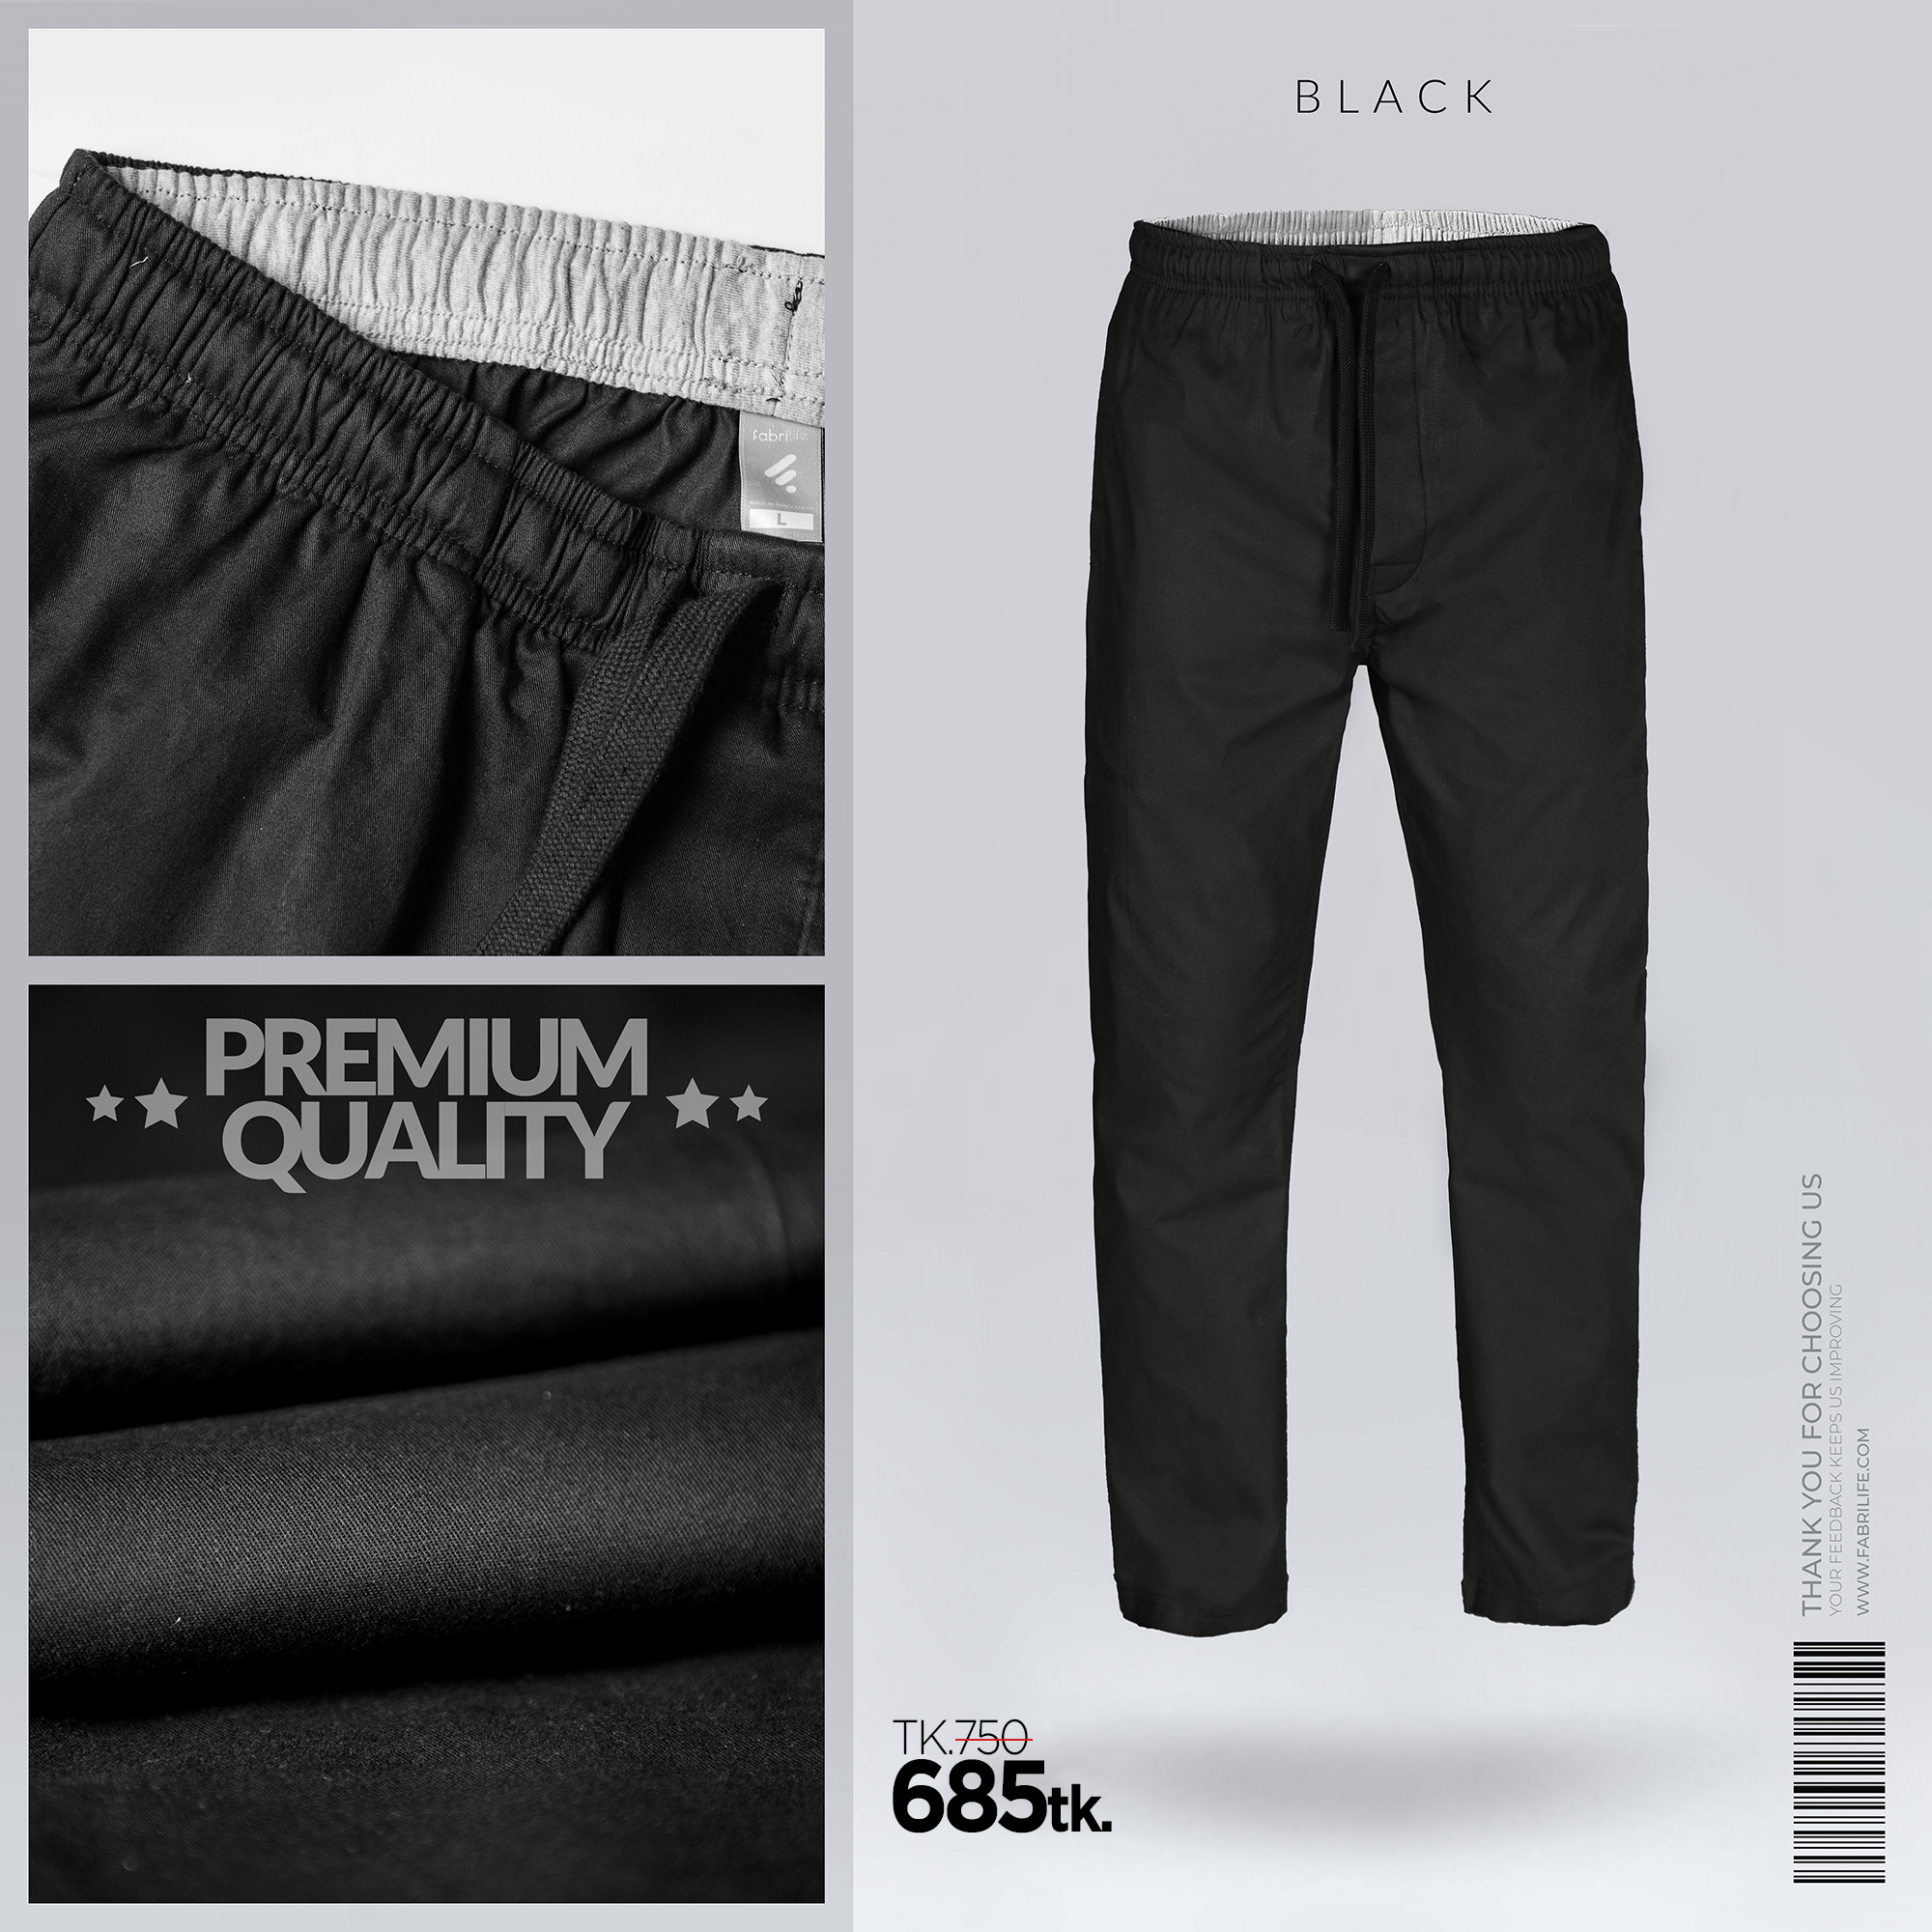 BLACK
fabrilife
L
PREMIUM
QUALITY
THANK YOU FOR CHOOSING US
YOUR FEEDBACK KEEPS US IMPROVING
WWW.FABRILIFE.COM
TK.750
685tk.